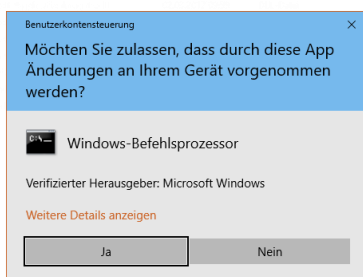 Benutzerkontensteuerung
Möchten Sie zulassen, dass durch diese App
Änderungen an Ihrem Gerät vorgenommen
werden?
C:\_
Windows-Befehlsprozessor
Verifizierter Herausgeber: Microsoft Windows
Weitere Details anzeigen
Ja
Nein